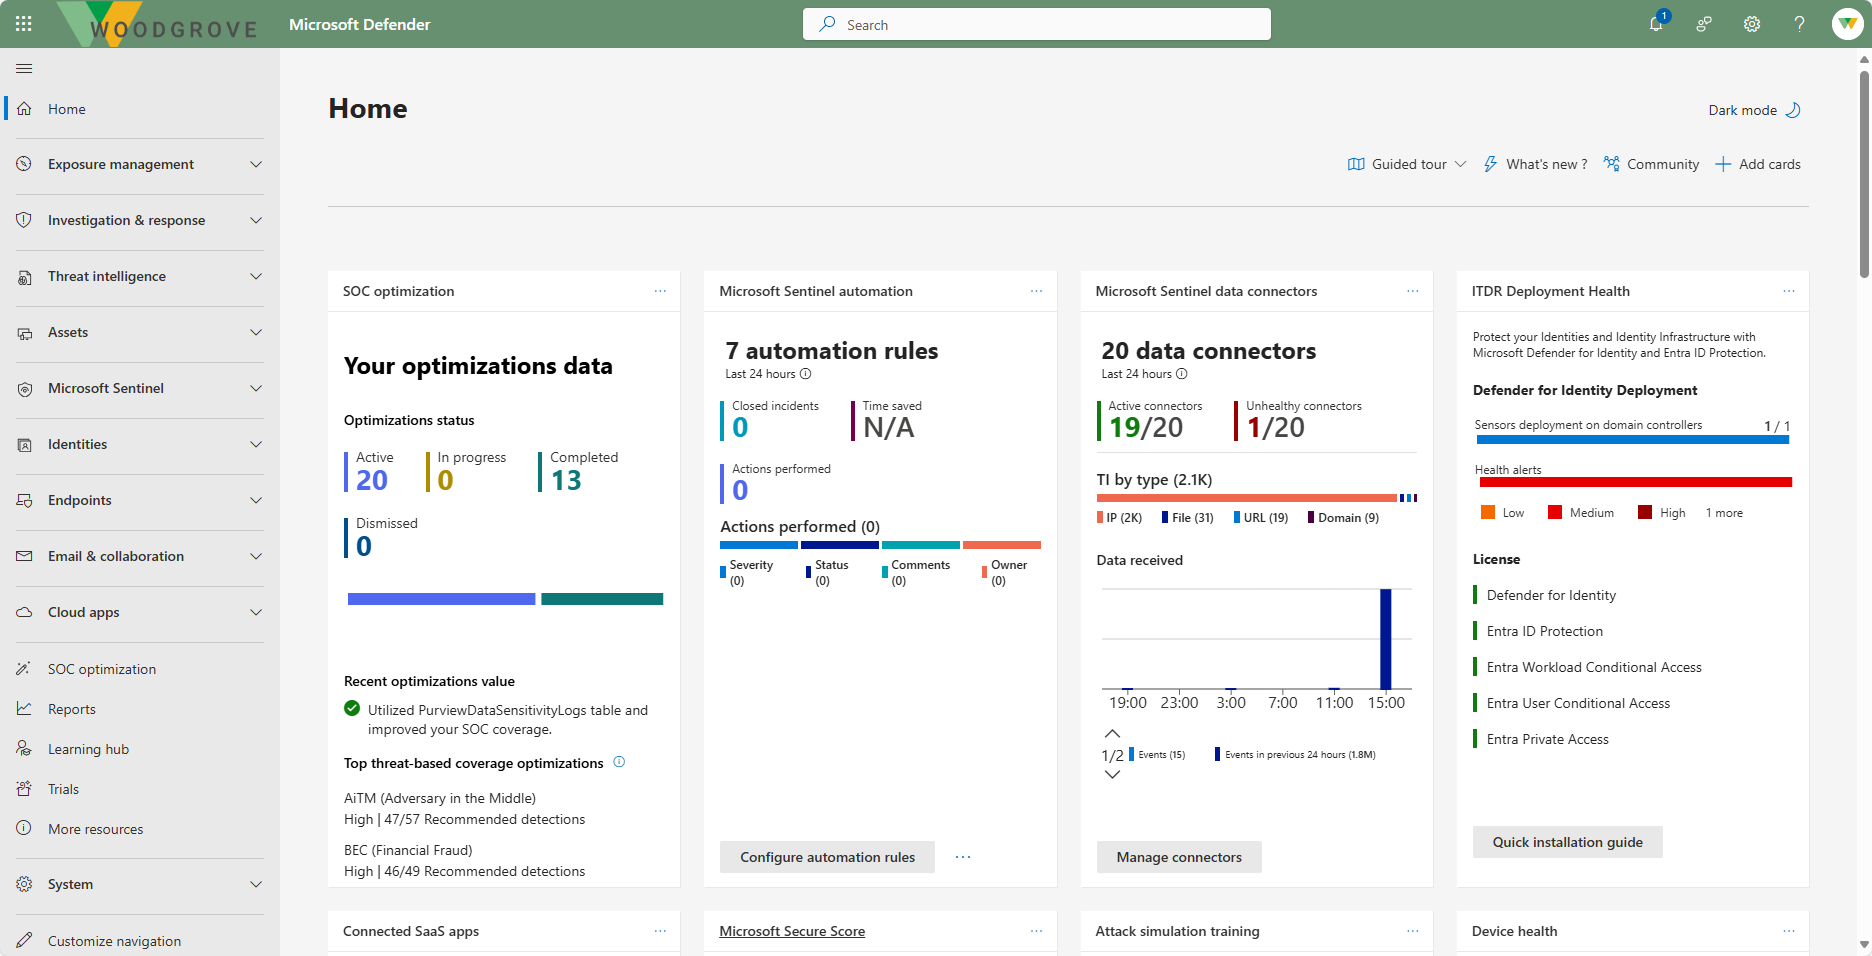 WOODGROVE
Microsoft Defender
Search
1
Home
Exposure management
Investigation & response
Threat intelligence
Assets
Microsoft Sentinel
Identities
Endpoints
Email & collaboration
Cloud apps
SOC optimization
Reports
Learning hub
Trials
More resources
System
Customize navigation
Home
Dark mode
Guided tour
What's new ?
Community
Add cards
SOC optimization
Your optimizations data
Optimizations status
Active
20
In progress
0
Completed
13
Dismissed
0
Recent optimizations value
Utilized PurviewDataSensitivityLogs table and
improved your SOC coverage.
Top threat-based coverage optimizations
AiTM (Adversary in the Middle)
High | 47/57 Recommended detections
BEC (Financial Fraud)
High | 46/49 Recommended detections
Microsoft Sentinel automation
7 automation rules
Last 24 hours
Closed incidents
0
Time saved
N/A
Actions performed
0
Actions performed (0)
Severity
(0)
Status
(0)
Comments
(0)
Owner
(0)
Configure automation rules
Microsoft Sentinel data connectors
20 data connectors
Last 24 hours
Active connectors
19/20
Unhealthy connectors
1/20
TI by type (2.1K)
IP (2K) File (31) URL (19) Domain (9)
Data received
19:00 23:00 3:00 7:00 11:00 15:00
1/2 Events (15) Events in previous 24 hours (1.8M)
Manage connectors
ITDR Deployment Health
Protect your Identities and Identity Infrastructure with
Microsoft Defender for Identity and Entra ID Protection.
Defender for Identity Deployment
Sensors deployment on domain controllers 1 / 1
Health alerts
Low Medium High 1 more
License
Defender for Identity
Entra ID Protection
Entra Workload Conditional Access
Entra User Conditional Access
Entra Private Access
Quick installation guide
Connected SaaS apps
Microsoft Secure Score
Attack simulation training
Device health